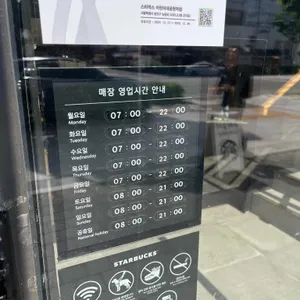 매장 영업시간 안내
월요일 07 : 00 - 22 : 00
Monday
화요일 07 : 00 - 22 : 00
Tuesday
수요일 07 : 00 - 22 : 00
Wednesday
목요일 07 : 00 - 22 : 00
Thursday
금요일 07 : 00 - 22 : 00
Friday
토요일 08 : 00 - 21 : 00
Saturday
일요일 08 : 00 - 21 : 00
Sunday
공휴일 08 : 00 - 21 : 00
National holiday
STARBUCKS